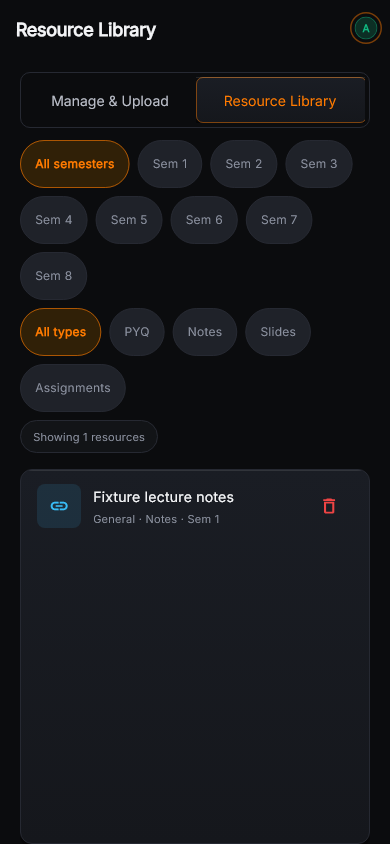 Resource Library
A
Manage & Upload
Resource Library
All semesters
Sem 1
Sem 2
Sem 3
Sem 4
Sem 5
Sem 6
Sem 7
Sem 8
All types
PYQ
Notes
Slides
Assignments
Showing 1 resources
Fixture lecture notes
General · Notes · Sem 1